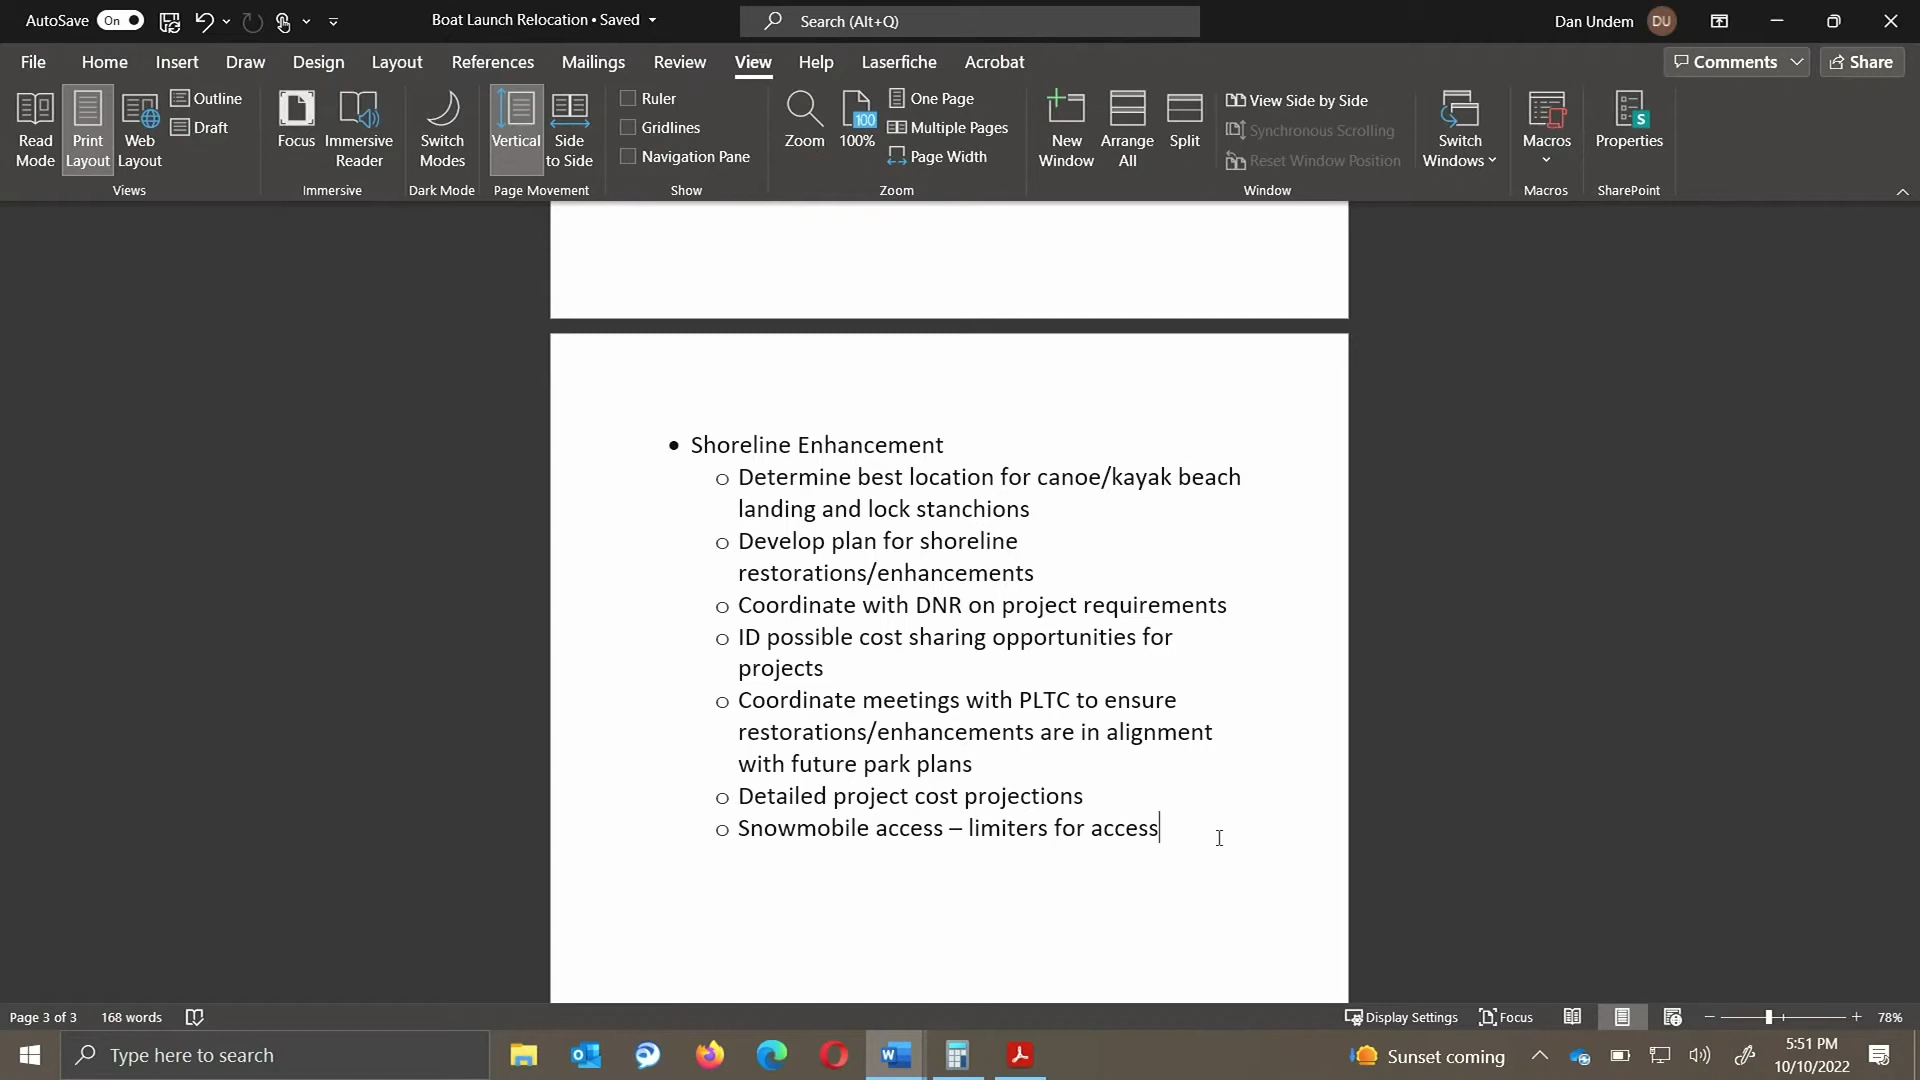 AutoSave On Boat Launch Relocation • Saved Search (Alt+Q) Dan Undem DU
File Home Insert Draw Design Layout References Mailings Review View Help Laserfiche Acrobat Comments Share
Read Mode
Print Layout
Web Layout
Outline
Draft
Views
Focus
Immersive Reader
Immersive
Switch Modes
Dark Mode
Vertical
Side to Side
Page Movement
Ruler
Gridlines
Navigation Pane
Show
Zoom
100
100%
One Page
Multiple Pages
Page Width
Zoom
New Window
Arrange All
Split
View Side by Side
Synchronous Scrolling
Reset Window Position
Window
Switch Windows
Macros
Macros
S
Properties
SharePoint
• Shoreline Enhancement
o Determine best location for canoe/kayak beach
landing and lock stanchions
o Develop plan for shoreline
restorations/enhancements
o Coordinate with DNR on project requirements
o ID possible cost sharing opportunities for
projects
o Coordinate meetings with PLTC to ensure
restorations/enhancements are in alignment
with future park plans
o Detailed project cost projections
o Snowmobile access – limiters for access
Page 3 of 3 168 words Display Settings Focus 78%
Type here to search Sunset coming 5:51 PM
10/10/2022